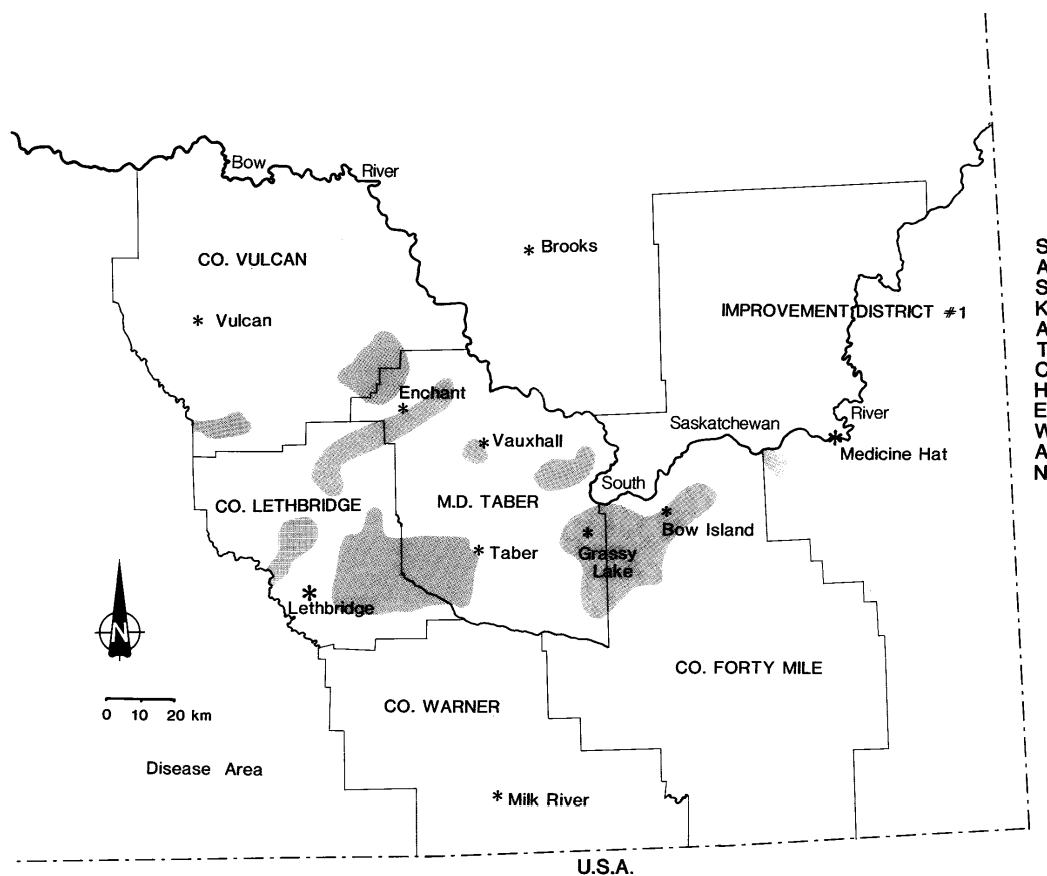 Bow
River
* Brooks
CO. VULCAN
* Vulcan
IMPROVEMENT DISTRICT #1
SASKATCHEWAN
Enchant
*
River
Saskatchewan
* Vauxhall
*
Medicine Hat
South
CO. LETHBRIDGE
M.D. TABER
*
Bow Island
*
Grassy
Lake
* Taber
*
Lethbridge
N
CO. FORTY MILE
0 10 20 km
CO. WARNER
Disease Area
* Milk River
U.S.A.